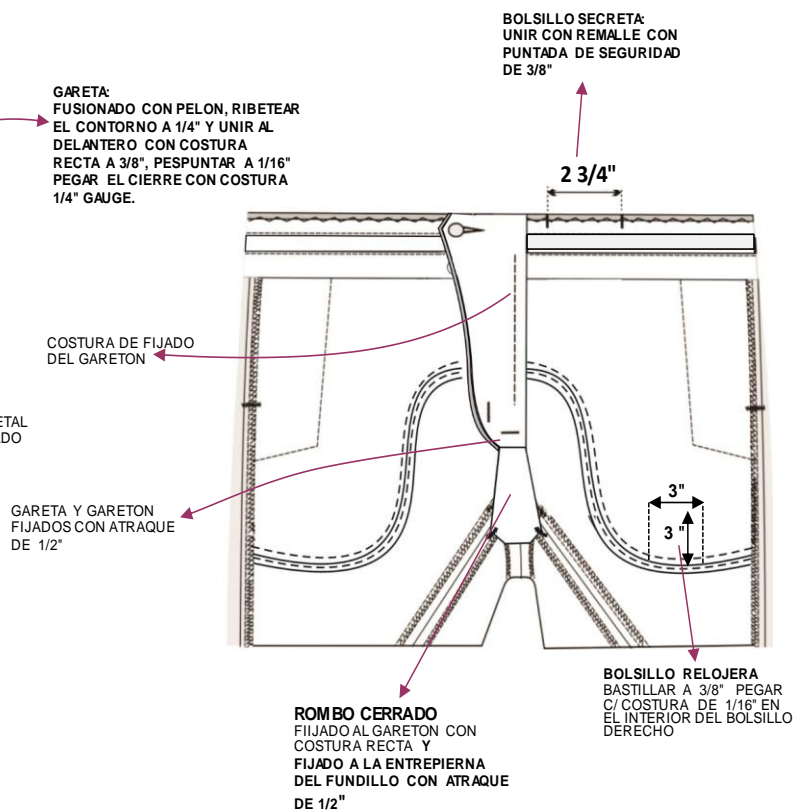 BOLSILLO SECRETA:
UNIR CON REMALLE CON
PUNTADA DE SEGURIDAD
DE 3/8"
GARETA:
FUSIONADO CON PELON, RIBETEAR
EL CONTORNO A 1/4" Y UNIR AL
DELANTERO CON COSTURA
RECTA A 3/8", PESPUNTAR A 1/16"
PEGAR EL CIERRE CON COSTURA
1/4" GAUGE.
2 3/4"
COSTURA DE FIJADO
DEL GARETON
ETAL
ADO
GARETA Y GARETON
FIJADOS CON ATRAQUE
DE 1/2"
3"
3 "
BOLSILLO RELOJERA
BASTILLAR A 3/8" PEGAR
C/ COSTURA DE 1/16" EN
EL INTERIOR DEL BOLSILLO
DERECHO
ROMBO CERRADO
FIIJADO AL GARETON CON
COSTURA RECTA Y
FIJADO A LA ENTREPIERNA
DEL FUNDILLO CON ATRAQUE
DE 1/2"